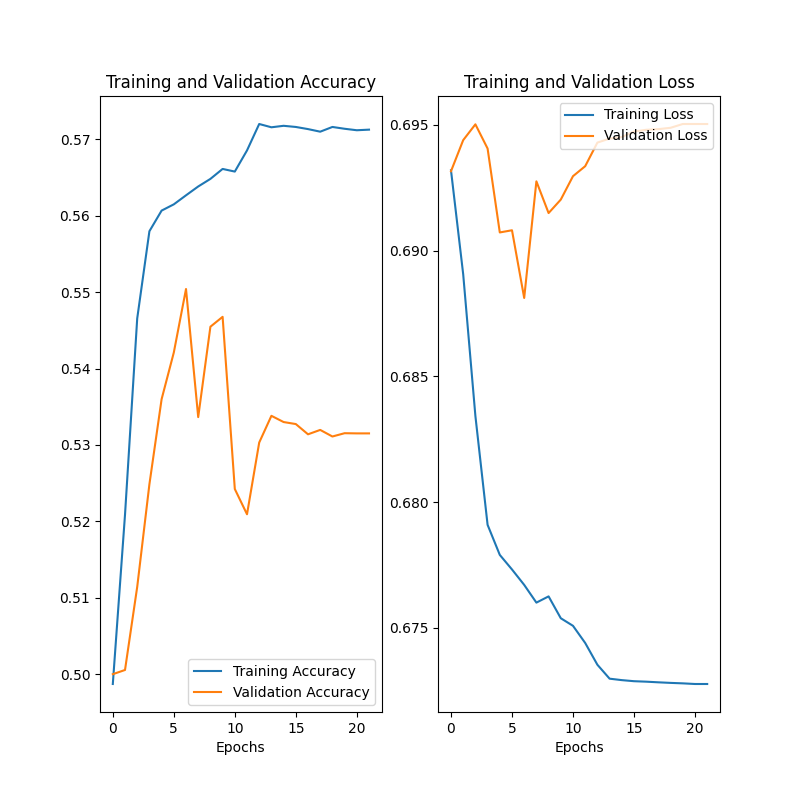 Training and Validation Accuracy
0.57
0.56
0.55
0.54
0.53
0.52
0.51
0.50
Training Accuracy
Validation Accuracy
0 5 10 15 20
Epochs
Training and Validation Loss
Training Loss
Validation Loss
0.695
0.690
0.685
0.680
0.675
0 5 10 15 20
Epochs